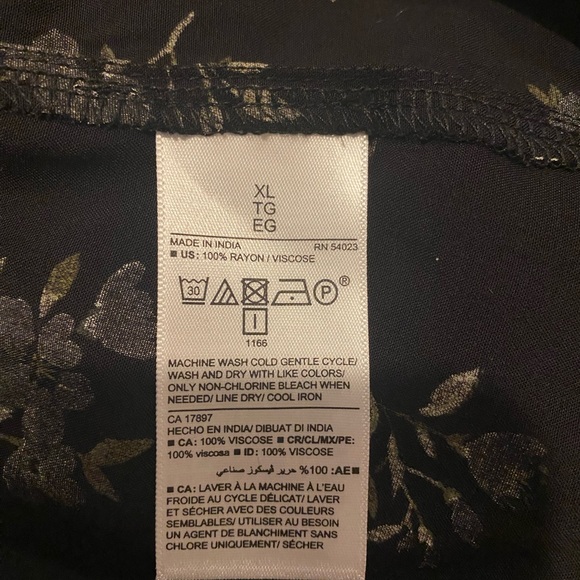 XL
TG
EG
MADE IN INDIA RN 54023
■ US: 100% RAYON / VISCOSE
30 P ®
I
1166
MACHINE WASH COLD GENTLE CYCLE/
WASH AND DRY WITH LIKE COLORS/
ONLY NON-CHLORINE BLEACH WHEN
NEEDED/ LINE DRY/ COOL IRON
CA 17897
HECHO EN INDIA/ DIBUAT DI INDIA
■ CA: 100% VISCOSE ■ CR/CL/MX/PE:
100% viscosa ■ ID: 100% VISCOSE
■ AE: 100% حرير فيسكوز صناعي
■ CA: LAVER À LA MACHINE À L'EAU
FROIDE AU CYCLE DÉLICAT/ LAVER
ET SÉCHER AVEC DES COULEURS
SEMBLABLES/ UTILISER AU BESOIN
UN AGENT DE BLANCHIMENT SANS
CHLORE UNIQUEMENT/ SÉCHER